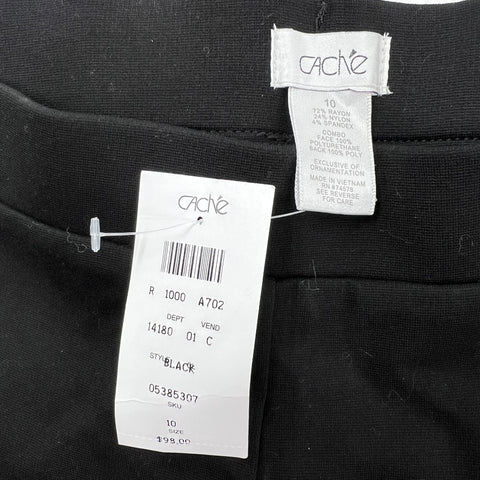 CACHÉ
10
72% RAYON
24% NYLON
4% SPANDEX
COMBO
FACE 100%
POLYURETHANE
BACK 100% POLY
EXCLUSIVE OF
ORNAMENTATION
MADE IN VIETNAM
RN #74578
SEE REVERSE
FOR CARE
CACHÉ
R 1000 A702
DEPT VEND
14180 01 C
STYLE
BLACK
05385307
SKU
10
SIZE
$98.00